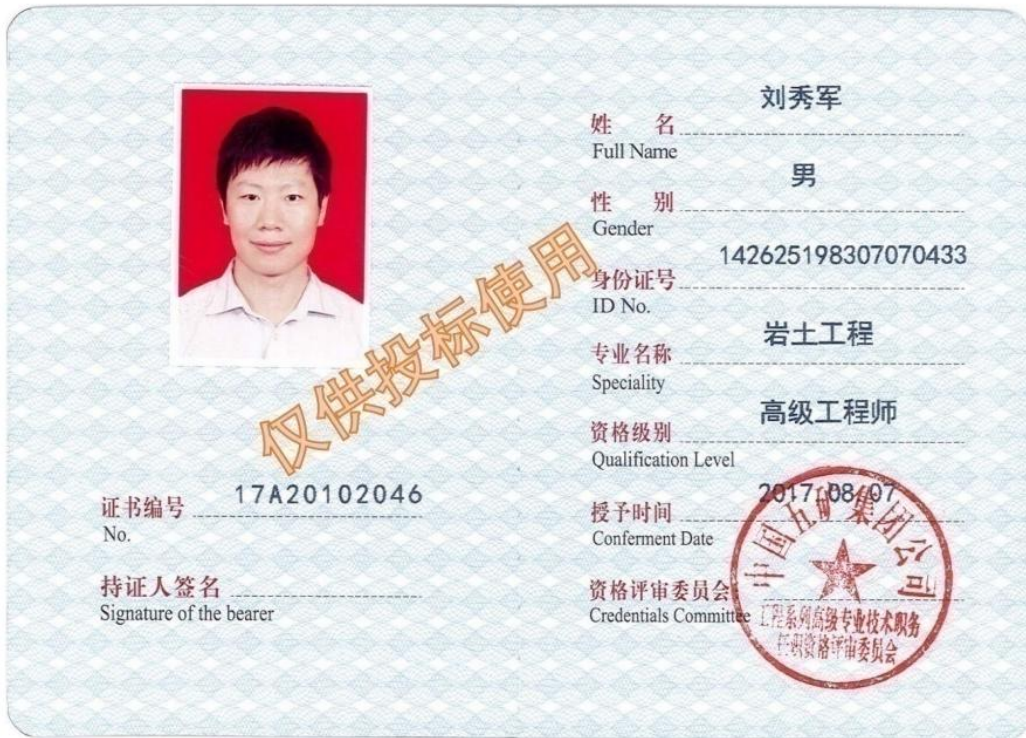 证书编号 17A20102046
No.
持证人签名
Signature of the bearer
刘秀军
姓 名
Full Name
男
性 别
Gender
142625198307070433
身份证号
ID No.
岩土工程
专业名称
Speciality
高级工程师
资格级别
Qualification Level
2017.08.07
授予时间
Conferment Date
资格评审委员会
Credentials Committee
中国五矿集团公司
工程系列高级专业技术职务
任职资格评审委员会
仅供投标使用